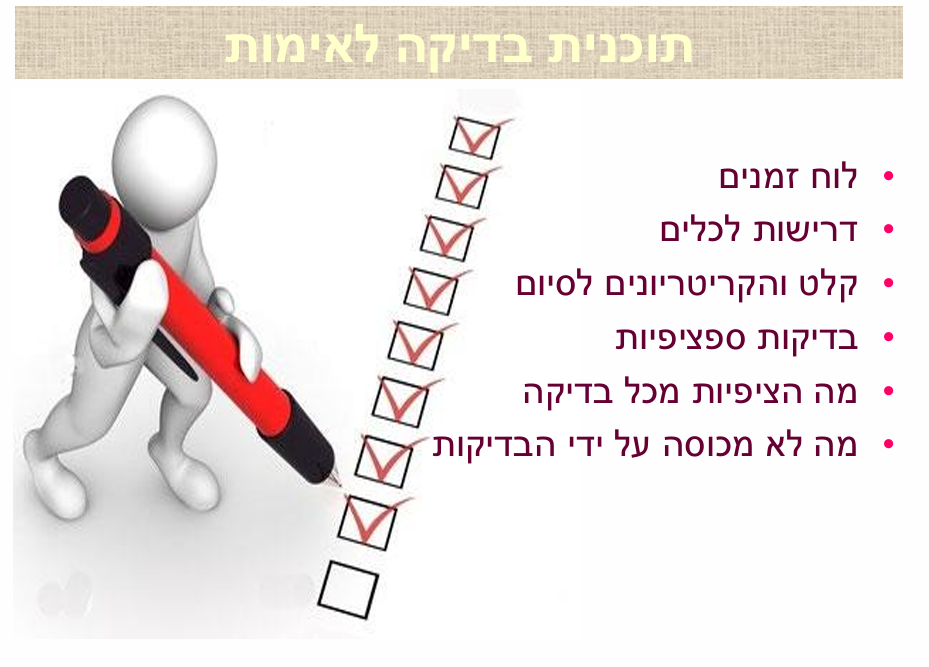 תוכנית בדיקה לאימות
• לוח זמנים
• דרישות לכלים
• קלט והקריטריונים לסיום
• בדיקות ספציפיות
• מה הציפיות מכל בדיקה
• מה לא מכוסה על ידי הבדיקות